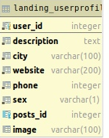 landing_userprofil
user_id integer
description text
city varchar(100)
website varchar(200)
phone integer
sex varchar(1)
posts_id integer
image varchar(100)